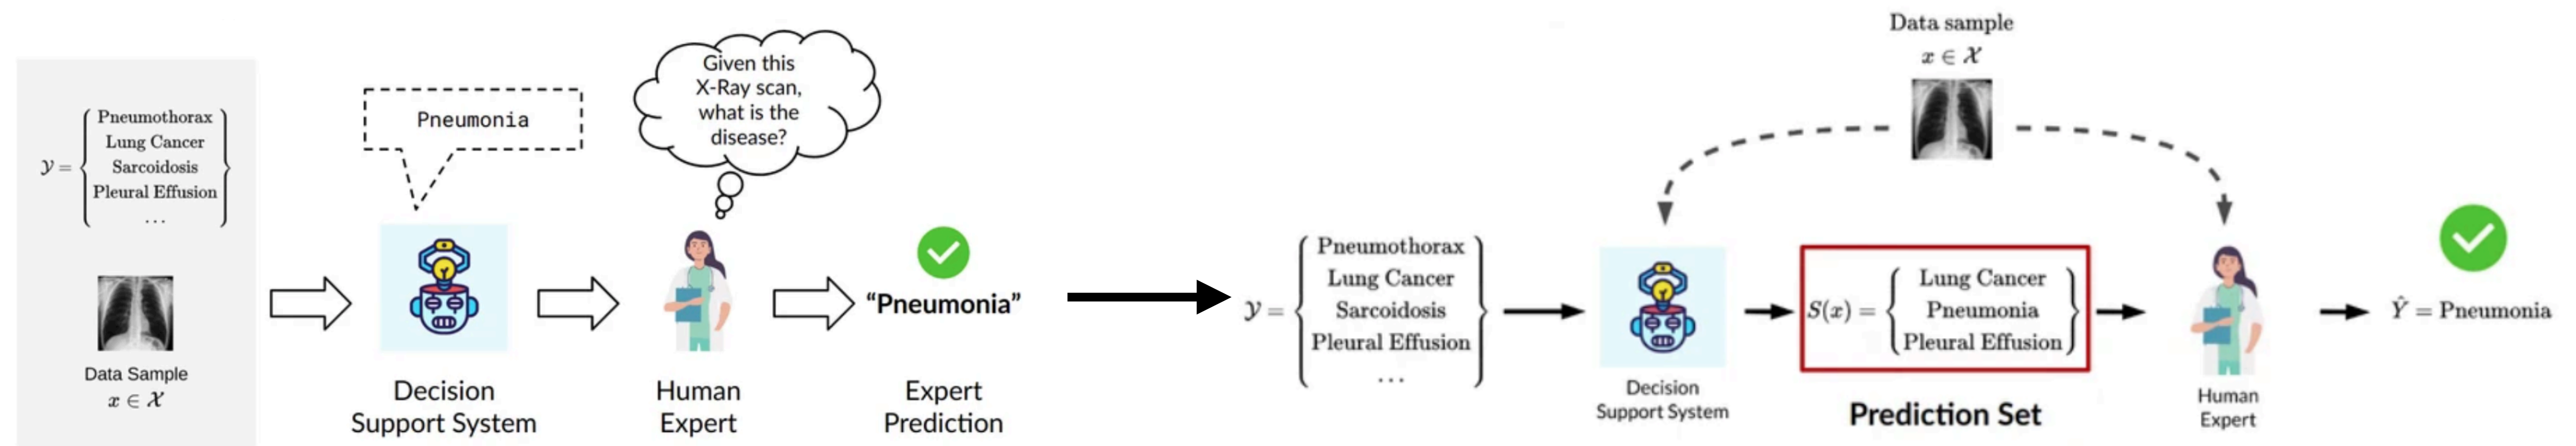 𝒴 = { Pneumothorax
Lung Cancer
Sarcoidosis
Pleural Effusion
... }
Data Sample
x ∈ 𝒳
Pneumonia
Decision
Support System
Given this
X-Ray scan,
what is the
disease?
Human
Expert
“Pneumonia”
Expert
Prediction
𝒴 = { Pneumothorax
Lung Cancer
Sarcoidosis
Pleural Effusion
... }
Data sample
x ∈ 𝒳
Decision
Support System
S(x) = { Lung Cancer
Pneumonia
Pleural Effusion }
Prediction Set
Human
Expert
Ŷ = Pneumonia